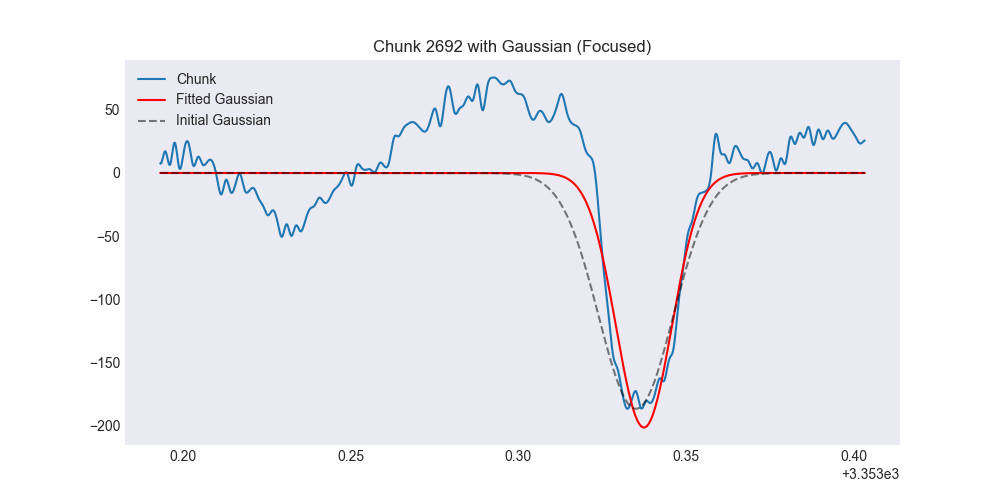 Chunk 2692 with Gaussian (Focused)
Chunk
Fitted Gaussian
Initial Gaussian
50
0
−50
−100
−150
−200
0.20 0.25 0.30 0.35 0.40
+3.353e3